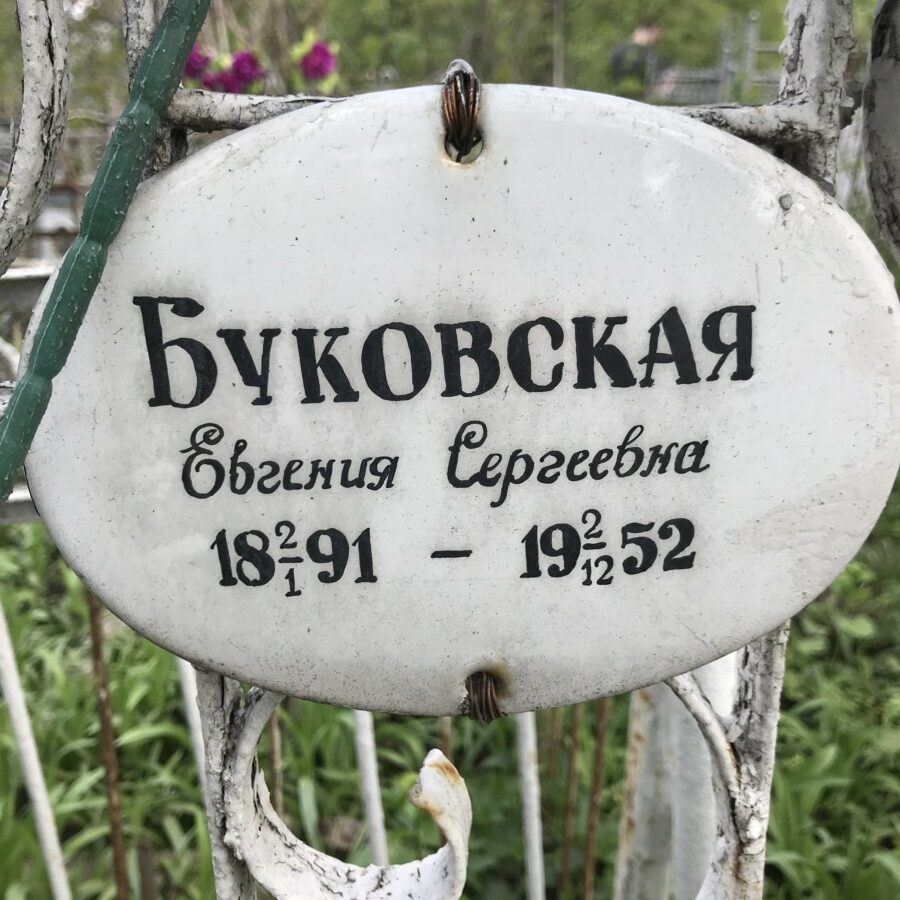 Буковская
Евгения Сергеевна
18 2/1 91 – 19 2/12 52